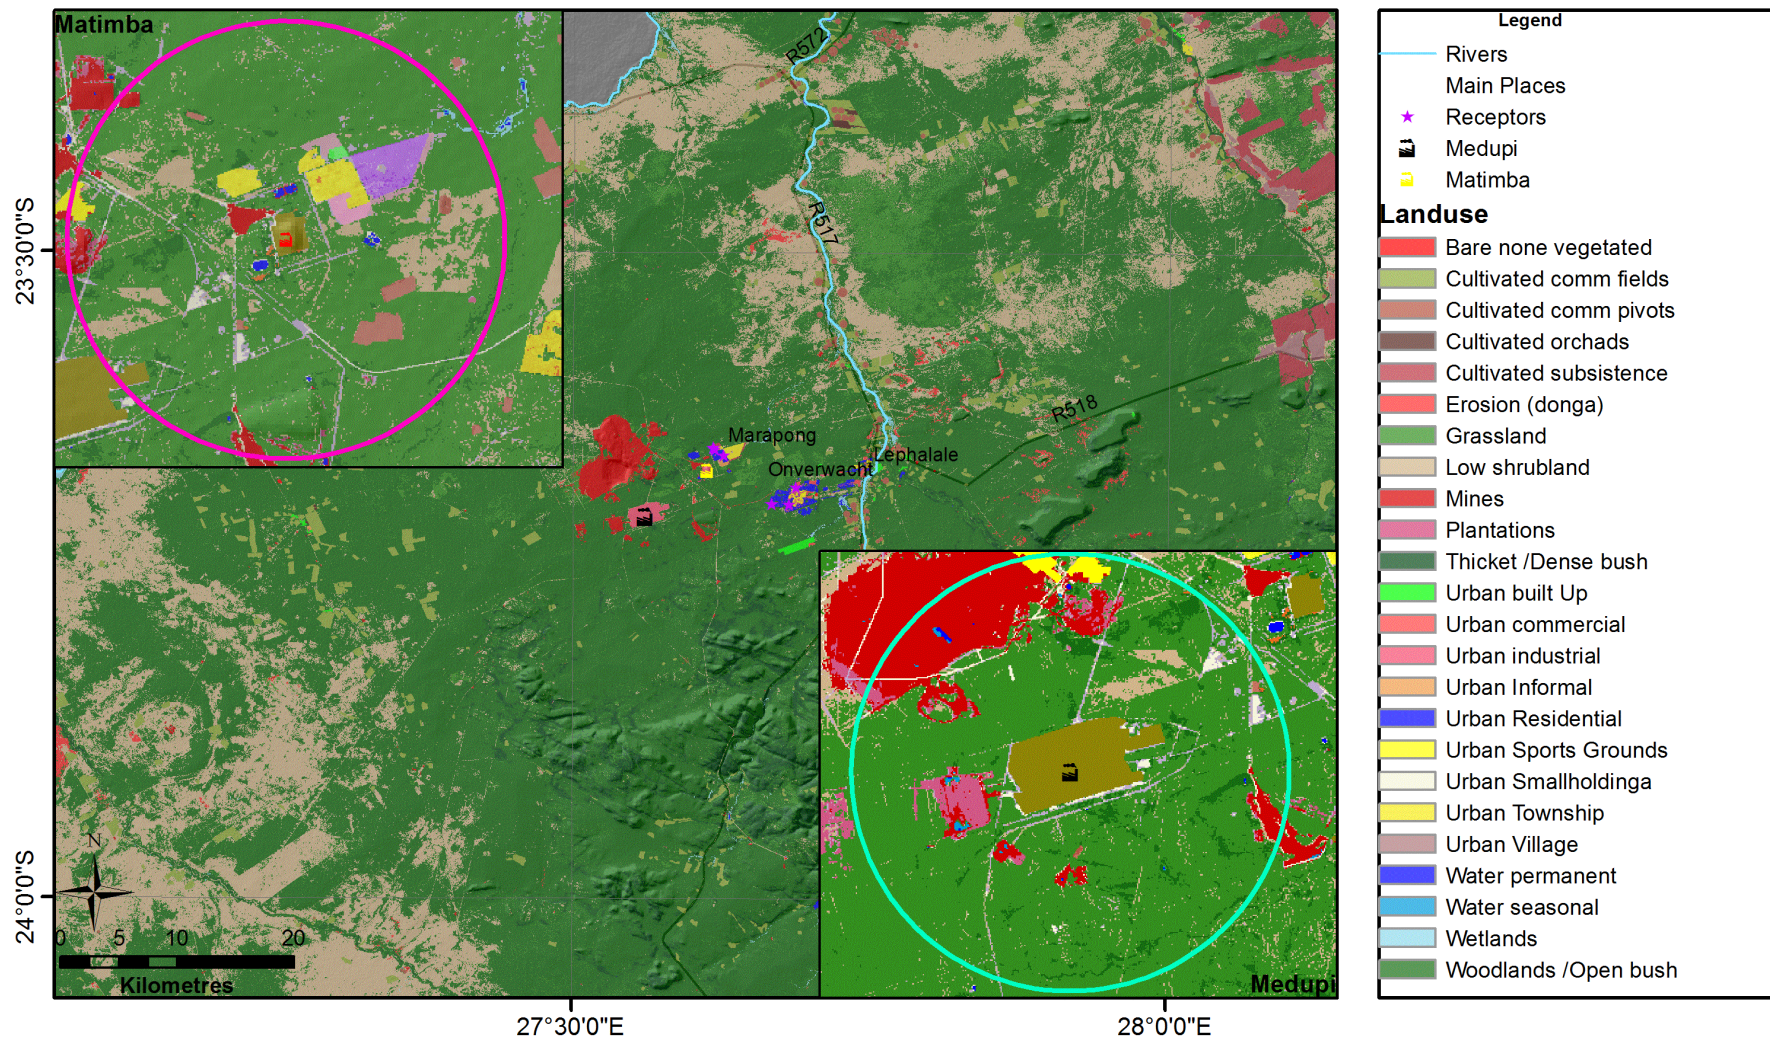 Matimba
R572
R517
R518
Marapong
Onverwacht
Lephalale
Medupi
N
0 5 10 20
Kilometres
23°30'0"S
24°0'0"S
27°30'0"E
28°0'0"E
Legend
Rivers
Main Places
Receptors
Medupi
Matimba
Landuse
Bare none vegetated
Cultivated comm fields
Cultivated comm pivots
Cultivated orchads
Cultivated subsistence
Erosion (donga)
Grassland
Low shrubland
Mines
Plantations
Thicket /Dense bush
Urban built Up
Urban commercial
Urban industrial
Urban Informal
Urban Residential
Urban Sports Grounds
Urban Smallholdinga
Urban Township
Urban Village
Water permanent
Water seasonal
Wetlands
Woodlands /Open bush